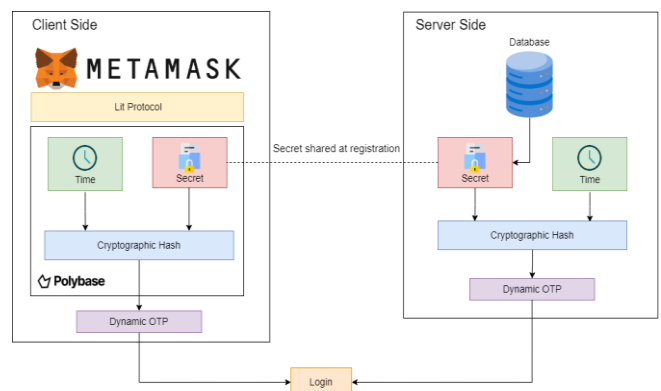 Client Side
METAMASK
Lit Protocol
Time
Secret
Cryptographic Hash
Polybase
Dynamic OTP
Secret shared at registration
Server Side
Database
Secret
Time
Cryptographic Hash
Dynamic OTP
Login